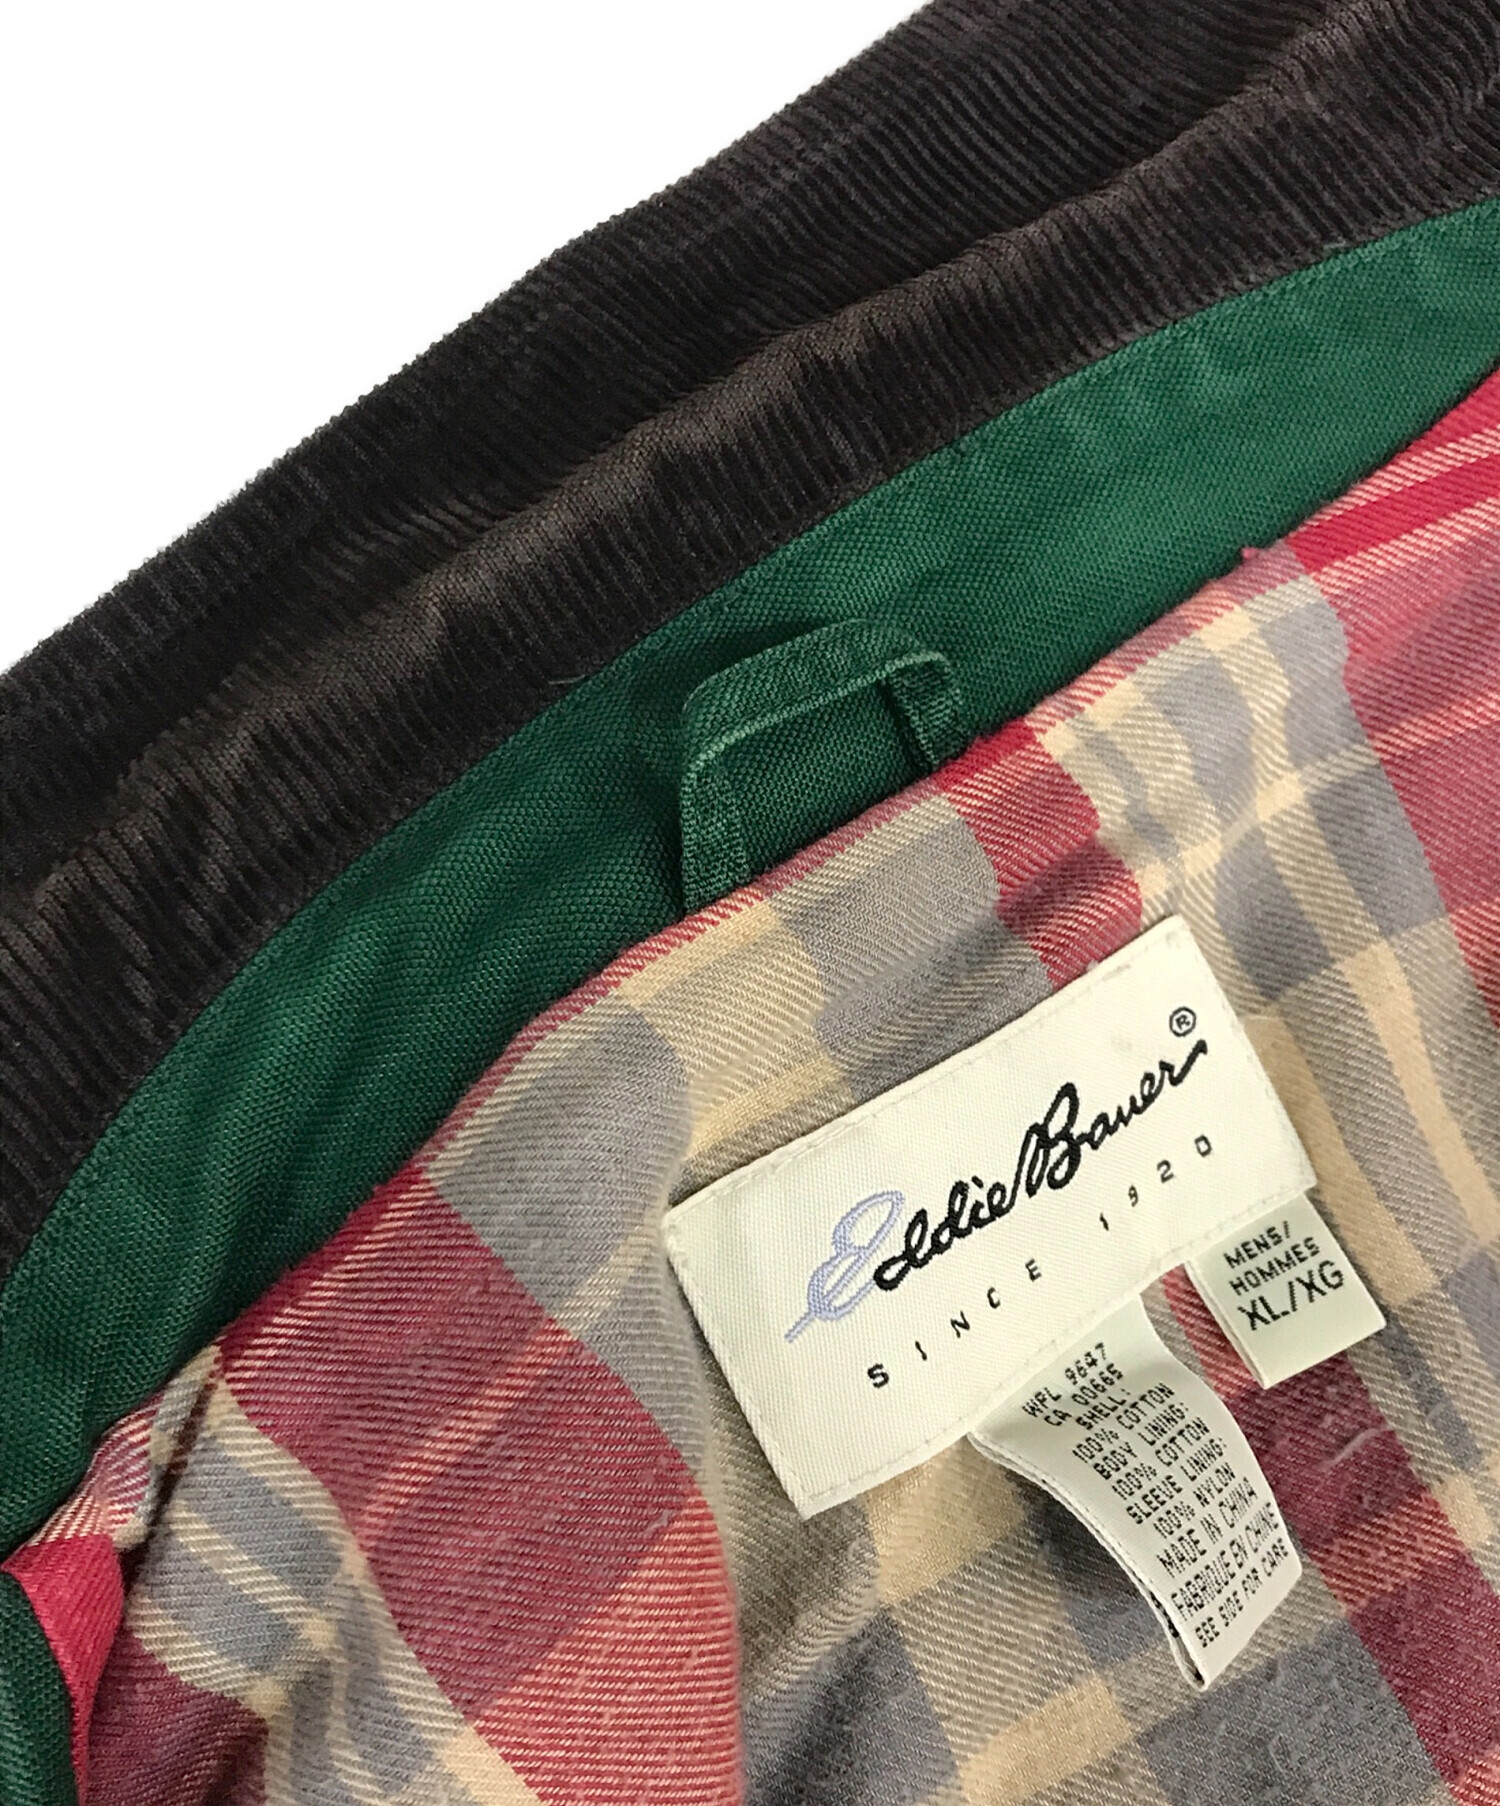 Eddie Bauer®
SINCE 1920
MENS/
HOMMES
XL/XG
WPL 9647
CA 00665
SHELL:
100% COTTON
BODY LINING:
100% COTTON
SLEEVE LINING:
100% NYLON
MADE IN CHINA
FABRIQUE EN CHINE
SEE SIDE FOR CARE